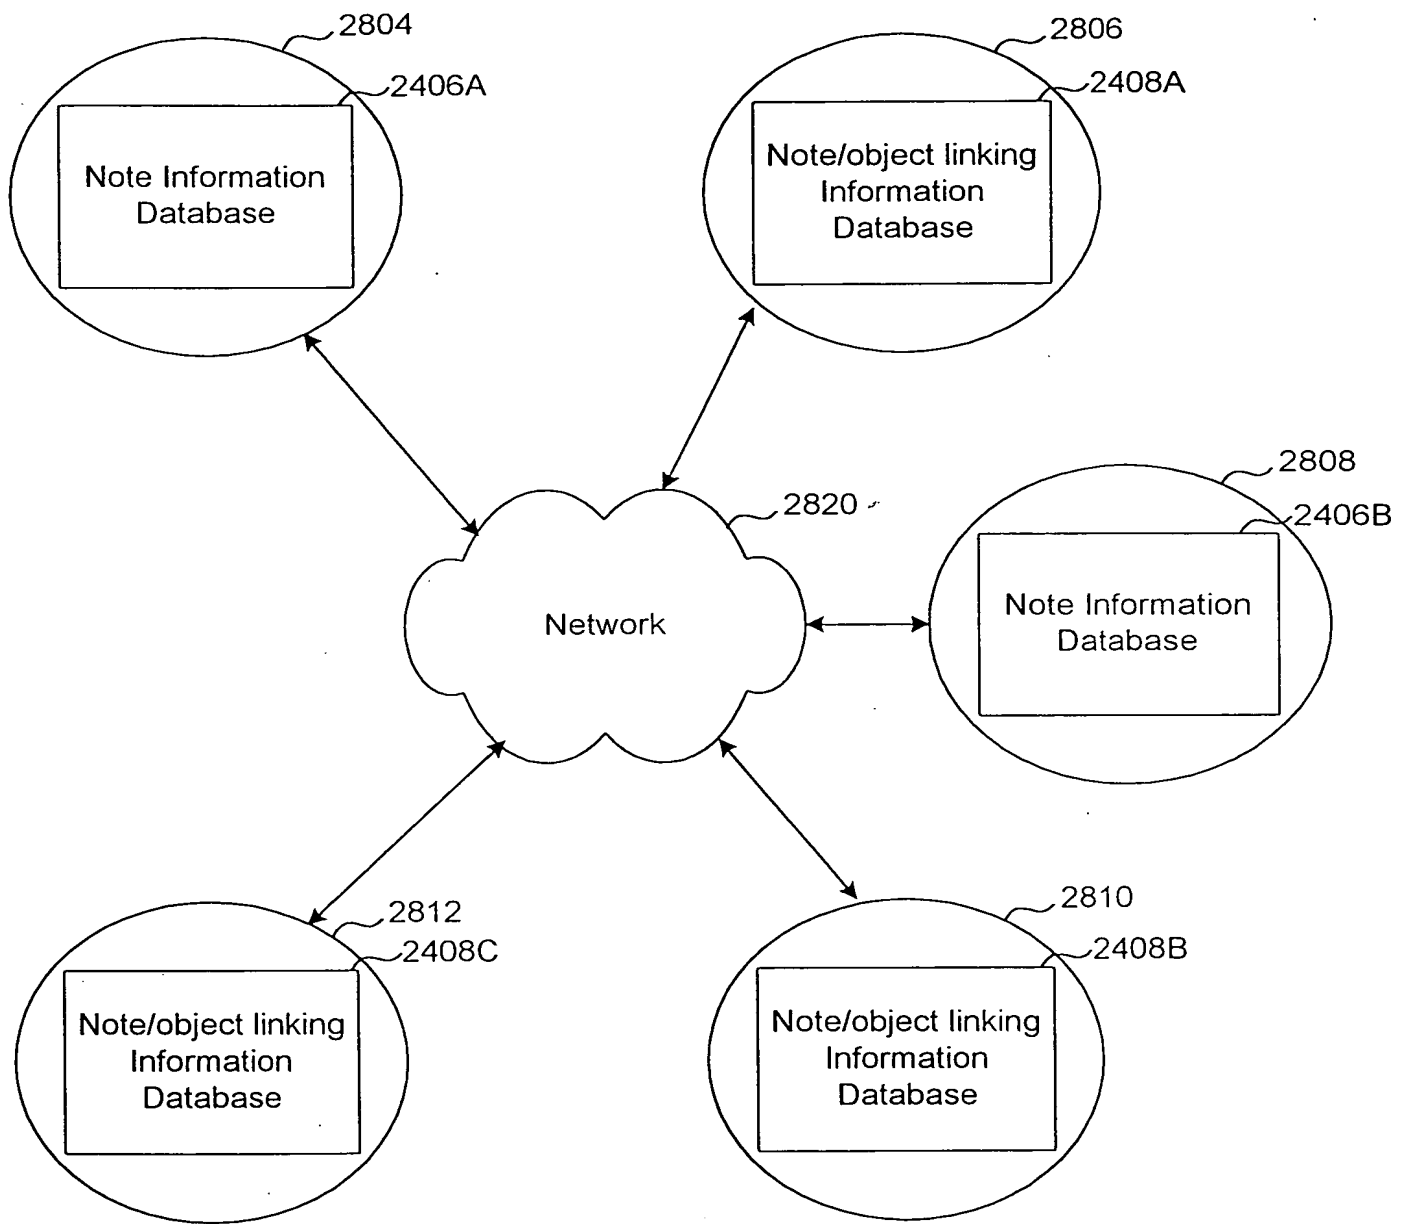 2804
2406A
Note Information
Database
2806
2408A
Note/object linking
Information
Database
2820
Network
2808
2406B
Note Information
Database
2812
2408C
Note/object linking
Information
Database
2810
2408B
Note/object linking
Information
Database